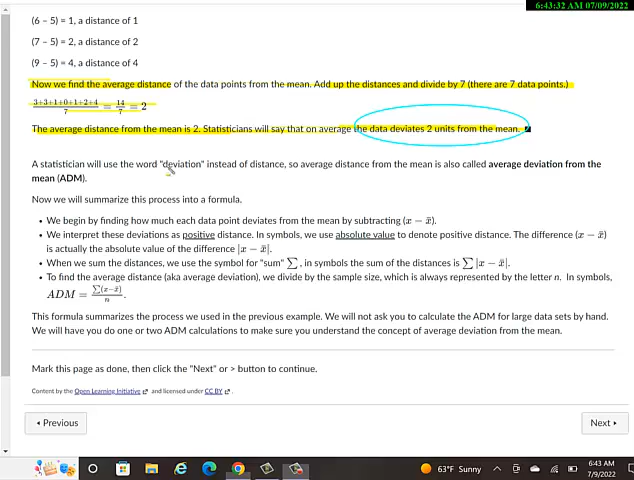 6:43:32 AM 07/09/2022
(6 – 5) = 1, a distance of 1
(7 – 5) = 2, a distance of 2
(9 – 5) = 4, a distance of 4
Now we find the average distance of the data points from the mean. Add up the distances and divide by 7 (there are 7 data points.)
3+3+1+0+1+2+4/7 = 14/7 = 2
The average distance from the mean is 2. Statisticians will say that on average the data deviates 2 units from the mean.
A statistician will use the word "deviation" instead of distance, so average distance from the mean is also called average deviation from the
mean (ADM).
Now we will summarize this process into a formula.
• We begin by finding how much each data point deviates from the mean by subtracting (x – x̄).
• We interpret these deviations as positive distance. In symbols, we use absolute value to denote positive distance. The difference (x – x̄)
is actually the absolute value of the difference |x – x̄|.
• When we sum the distances, we use the symbol for "sum" ∑, in symbols the sum of the distances is ∑ |x – x̄|.
• To find the average distance (aka average deviation), we divide by the sample size, which is always represented by the letter n. In symbols,
ADM = ∑(x–x̄)/n.
This formula summarizes the process we used in the previous example. We will not ask you to calculate the ADM for large data sets by hand.
We will have you do one or two ADM calculations to make sure you understand the concept of average deviation from the mean.
Mark this page as done, then click the "Next" or > button to continue.
Content by the Open Learning Initiative and licensed under CC BY.
◂ Previous
Next ▸
63°F Sunny
6:43 AM
7/9/2022